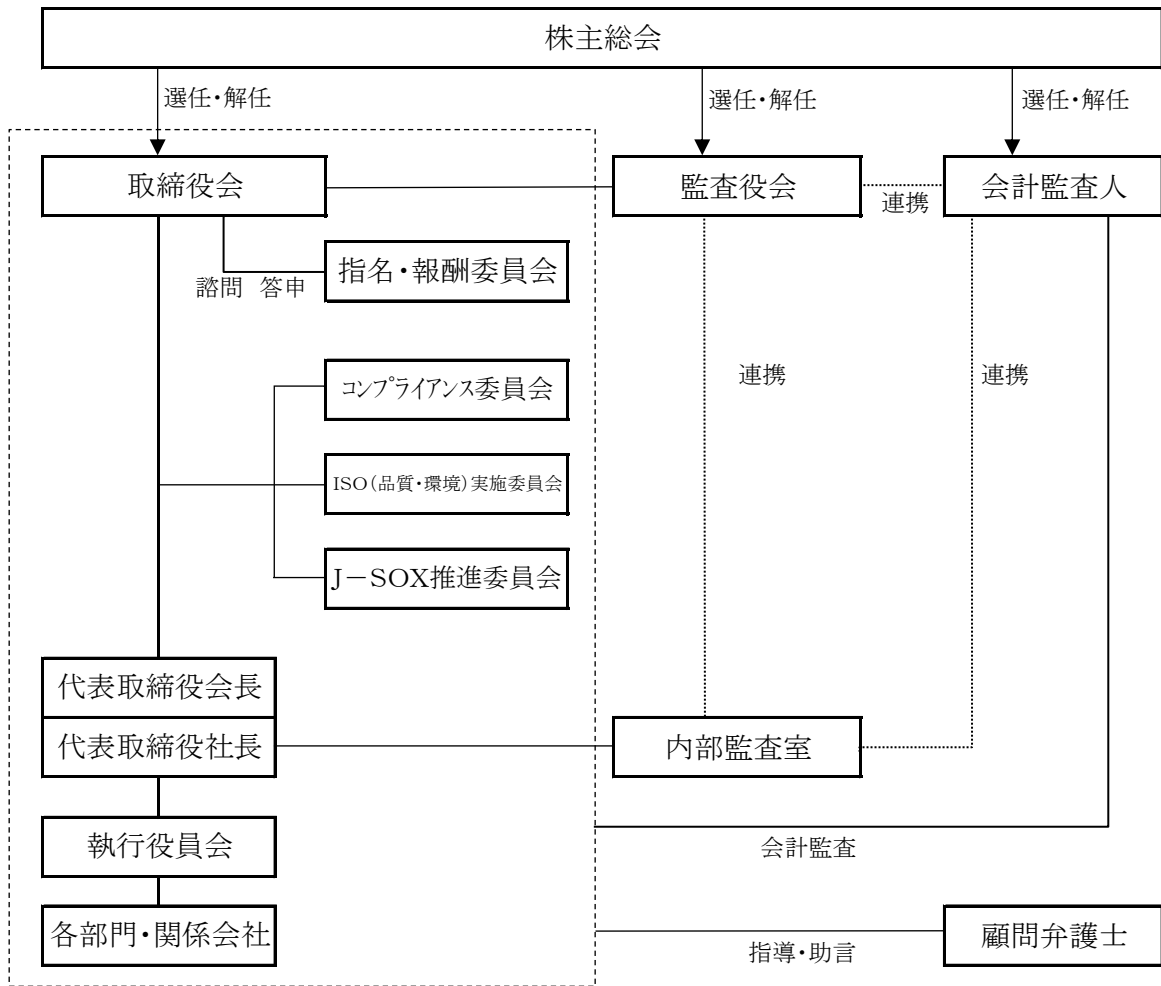 株主総会
選任・解任
選任・解任
選任・解任
取締役会
監査役会
連携
会計監査人
指名・報酬委員会
諮問 答申
コンプライアンス委員会
連携
連携
ISO(品質・環境)実施委員会
J-SOX推進委員会
代表取締役会長
代表取締役社長
内部監査室
執行役員会
会計監査
各部門・関係会社
指導・助言
顧問弁護士